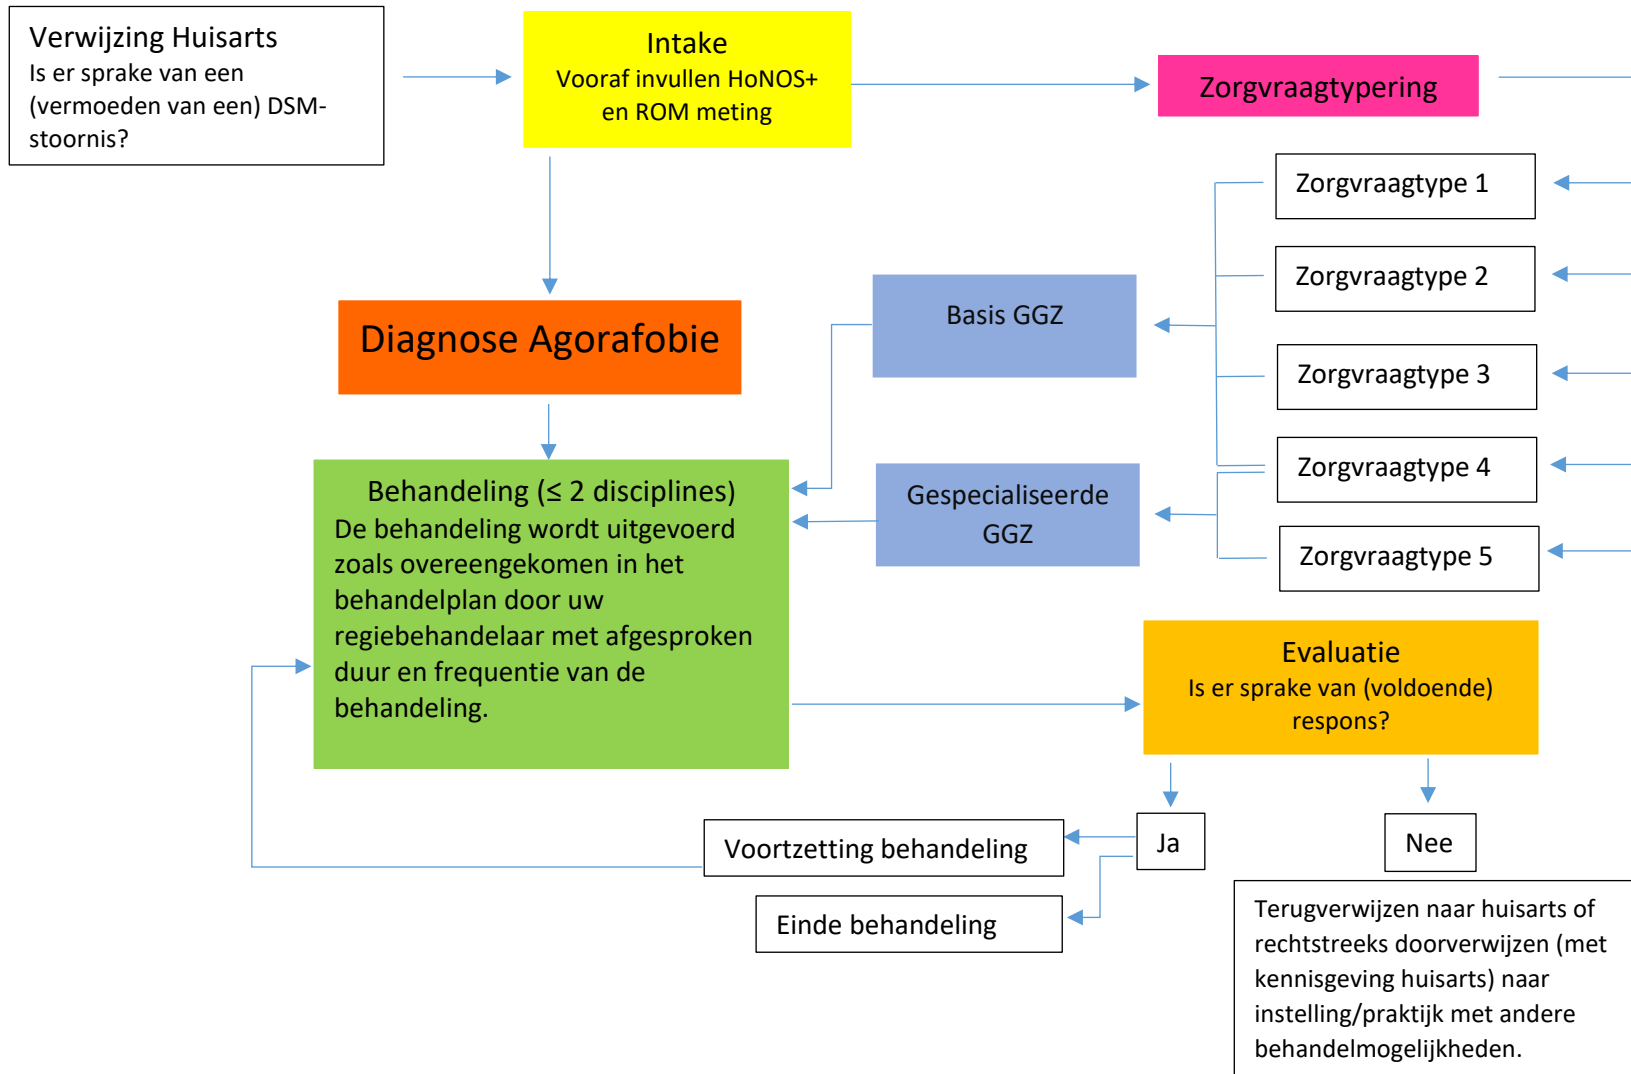 Verwijzing Huisarts
Is er sprake van een
(vermoeden van een) DSM-
stoornis?
Intake
Vooraf invullen HoNOS+
en ROM meting
Zorgvraagtypering
Zorgvraagtype 1
Zorgvraagtype 2
Zorgvraagtype 3
Zorgvraagtype 4
Zorgvraagtype 5
Basis GGZ
Gespecialiseerde
GGZ
Diagnose Agorafobie
Behandeling (≤ 2 disciplines)
De behandeling wordt uitgevoerd
zoals overeengekomen in het
behandelplan door uw
regiebehandelaar met afgesproken
duur en frequentie van de
behandeling.
Evaluatie
Is er sprake van (voldoende)
respons?
Ja
Nee
Voortzetting behandeling
Einde behandeling
Terugverwijzen naar huisarts of
rechtstreeks doorverwijzen (met
kennisgeving huisarts) naar
instelling/praktijk met andere
behandelmogelijkheden.